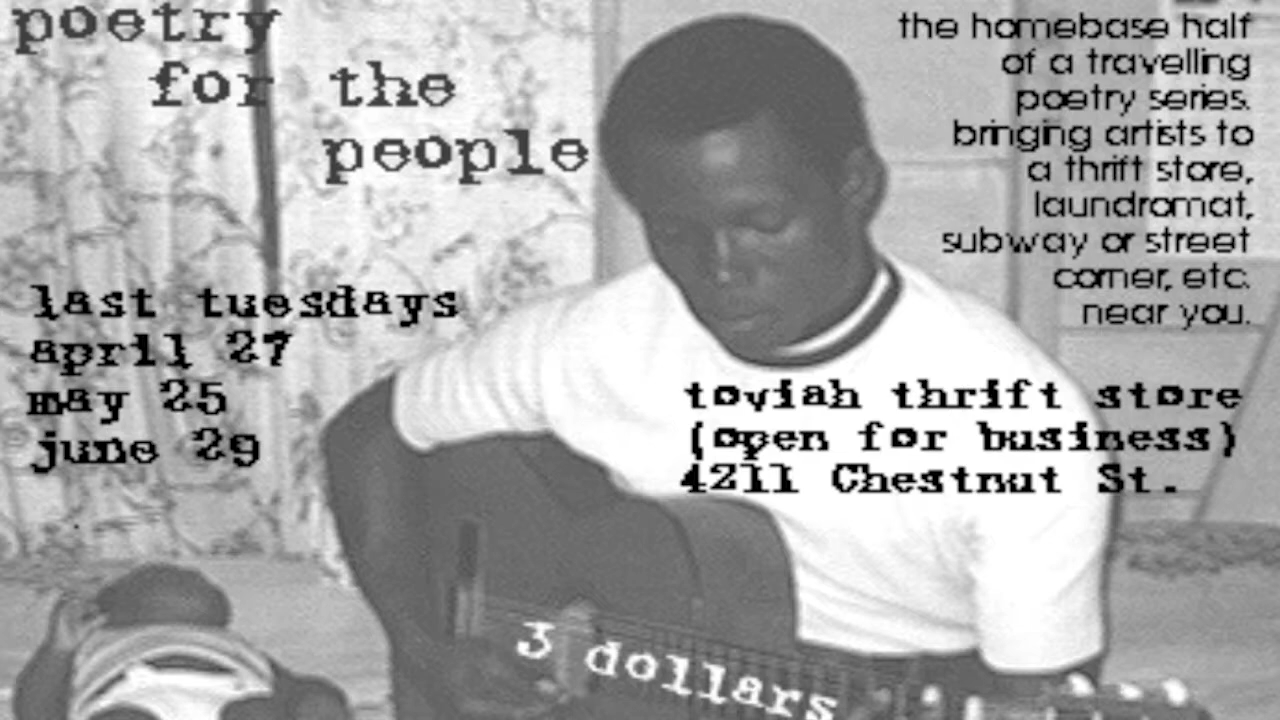 poetry
for the
people
the homebase half
of a travelling
poetry series.
bringing artists to
a thrift store,
laundromat,
subway or street
corner, etc.
near you.
last tuesdays
april 27
may 25
june 29
toviah thrift store
(open for business)
4211 Chestnut St.
3 dollars